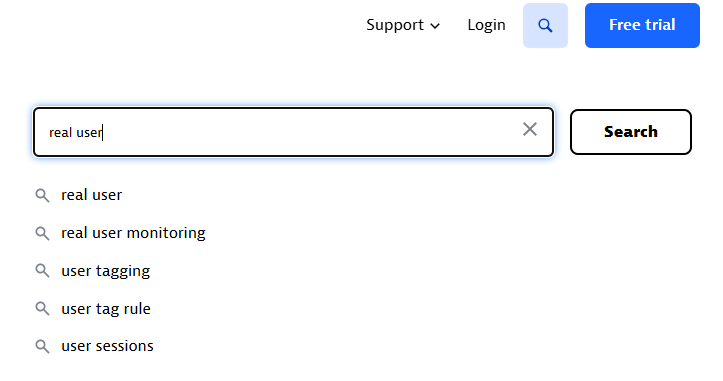 Support Login Free trial
real user Search
real user
real user monitoring
user tagging
user tag rule
user sessions